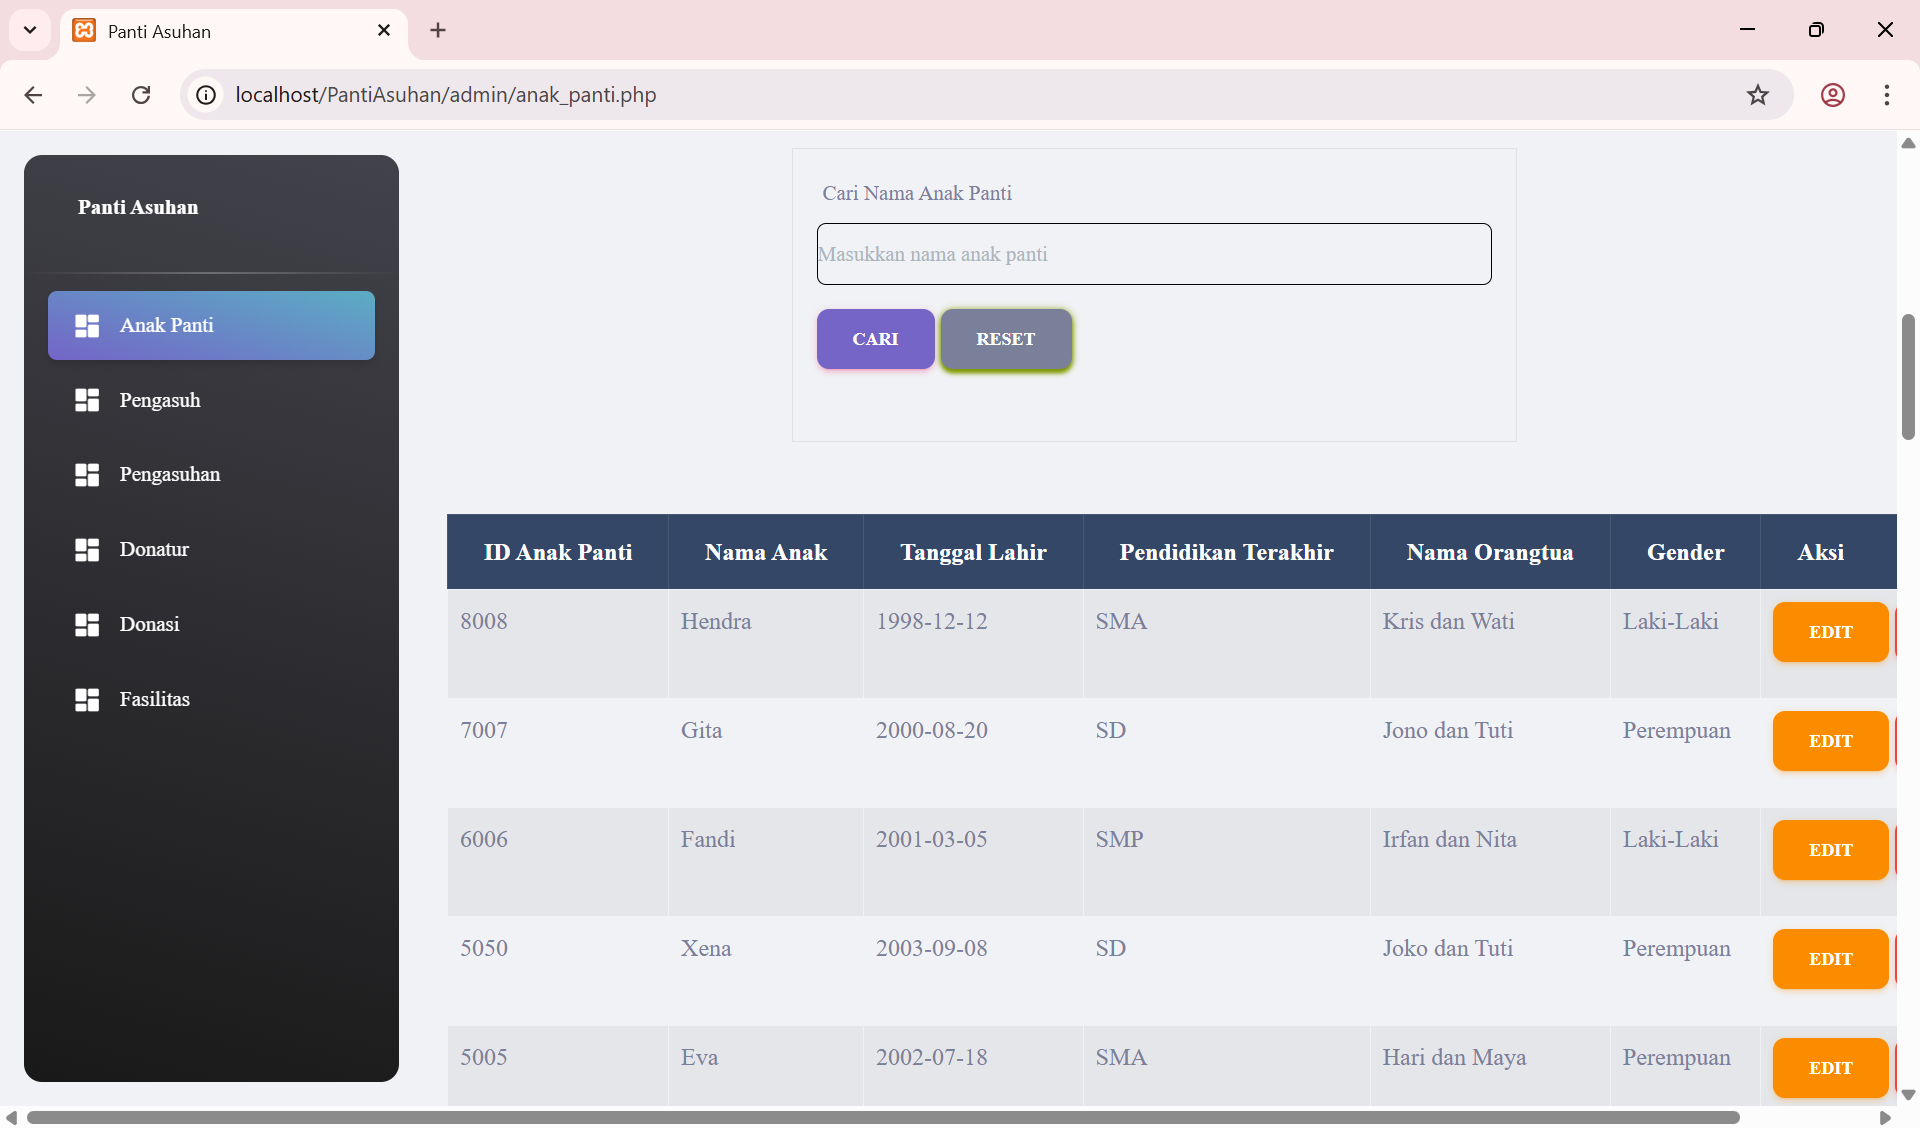 Panti Asuhan
localhost/PantiAsuhan/admin/anak_panti.php
Panti Asuhan
Anak Panti
Pengasuh
Pengasuhan
Donatur
Donasi
Fasilitas
Cari Nama Anak Panti
Masukkan nama anak panti
CARI RESET
ID Anak Panti Nama Anak Tanggal Lahir Pendidikan Terakhir Nama Orangtua Gender Aksi
8008 Hendra 1998-12-12 SMA Kris dan Wati Laki-Laki EDIT
7007 Gita 2000-08-20 SD Jono dan Tuti Perempuan EDIT
6006 Fandi 2001-03-05 SMP Irfan dan Nita Laki-Laki EDIT
5050 Xena 2003-09-08 SD Joko dan Tuti Perempuan EDIT
5005 Eva 2002-07-18 SMA Hari dan Maya Perempuan EDIT